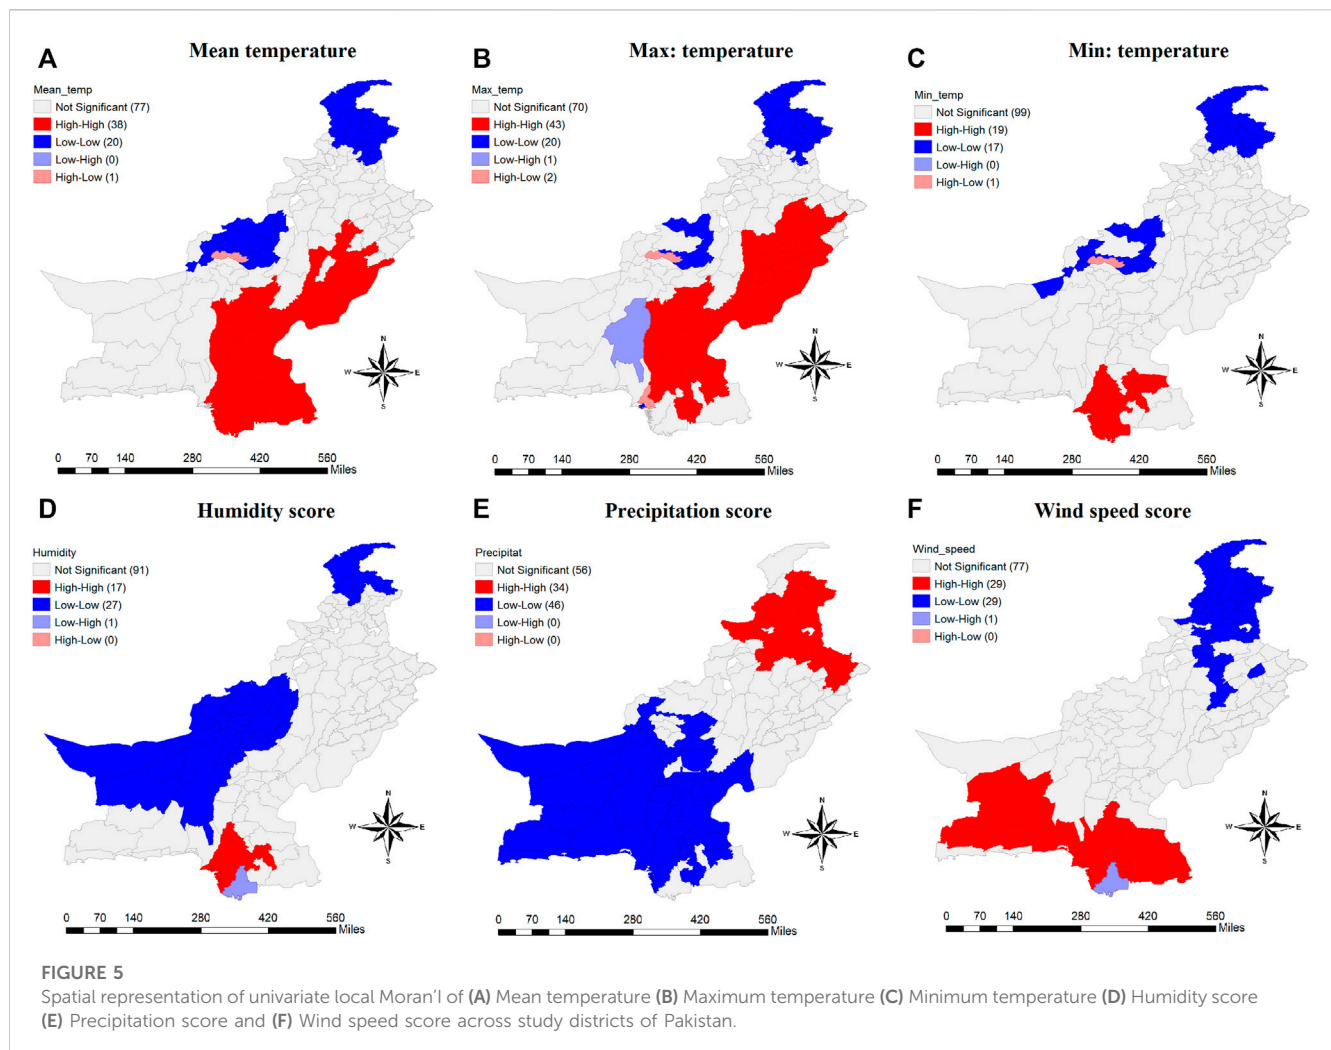 A
Mean temperature
Mean_temp
Not Significant (77)
High-High (38)
Low-Low (20)
Low-High (0)
High-Low (1)
N
W
E
S
0 70 140 280 420 560
Miles
B
Max: temperature
Max_temp
Not Significant (70)
High-High (43)
Low-Low (20)
Low-High (1)
High-Low (2)
N
W
E
S
0 70 140 280 420 560
Miles
C
Min: temperature
Min_temp
Not Significant (99)
High-High (19)
Low-Low (17)
Low-High (0)
High-Low (1)
N
W
E
S
0 70 140 280 420 560
Miles
D
Humidity score
Humidity
Not Significant (91)
High-High (17)
Low-Low (27)
Low-High (1)
High-Low (0)
N
W
E
S
0 70 140 280 420 560
Miles
E
Precipitation score
Precipitat
Not Significant (56)
High-High (34)
Low-Low (46)
Low-High (0)
High-Low (0)
N
W
E
S
0 70 140 280 420 560
Miles
F
Wind speed score
Wind_speed
Not Significant (77)
High-High (29)
Low-Low (29)
Low-High (1)
High-Low (0)
N
W
E
S
0 70 140 280 420 560
Miles
FIGURE 5
Spatial representation of univariate local Moran'I of (A) Mean temperature (B) Maximum temperature (C) Minimum temperature (D) Humidity score
(E) Precipitation score and (F) Wind speed score across study districts of Pakistan.